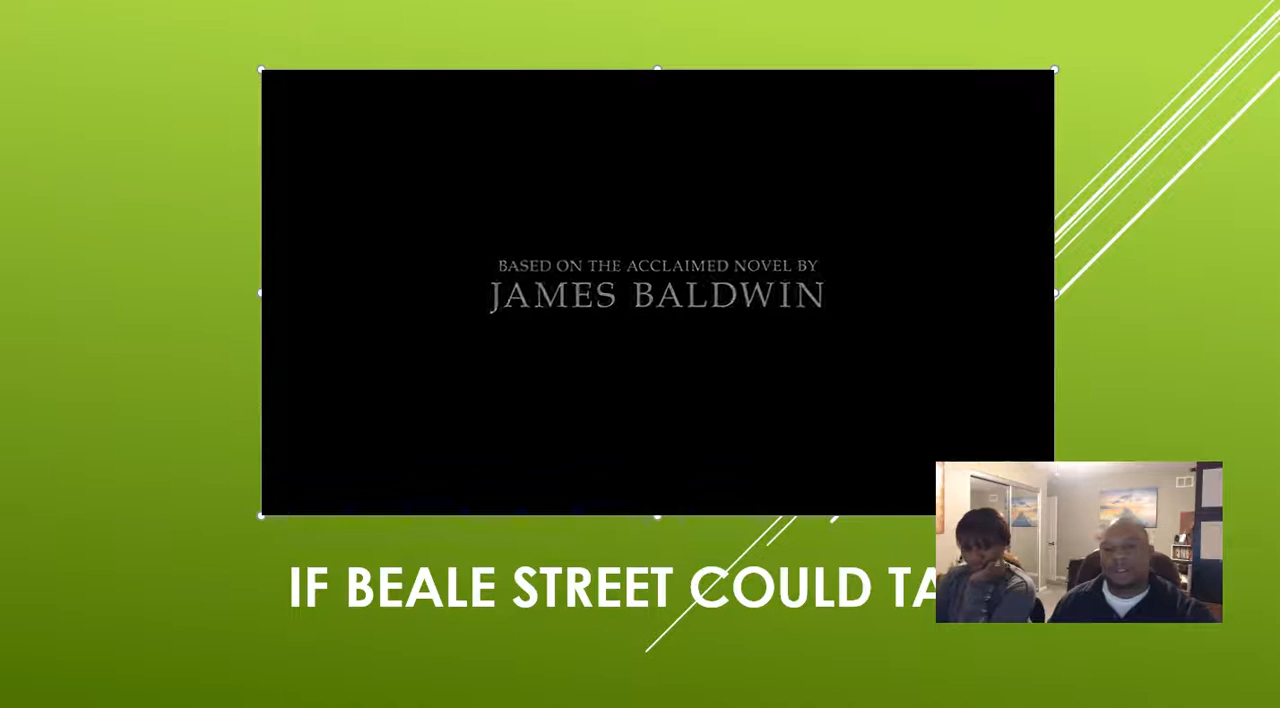 BASED ON THE ACCLAIMED NOVEL BY
JAMES BALDWIN
IF BEALE STREET COULD TA